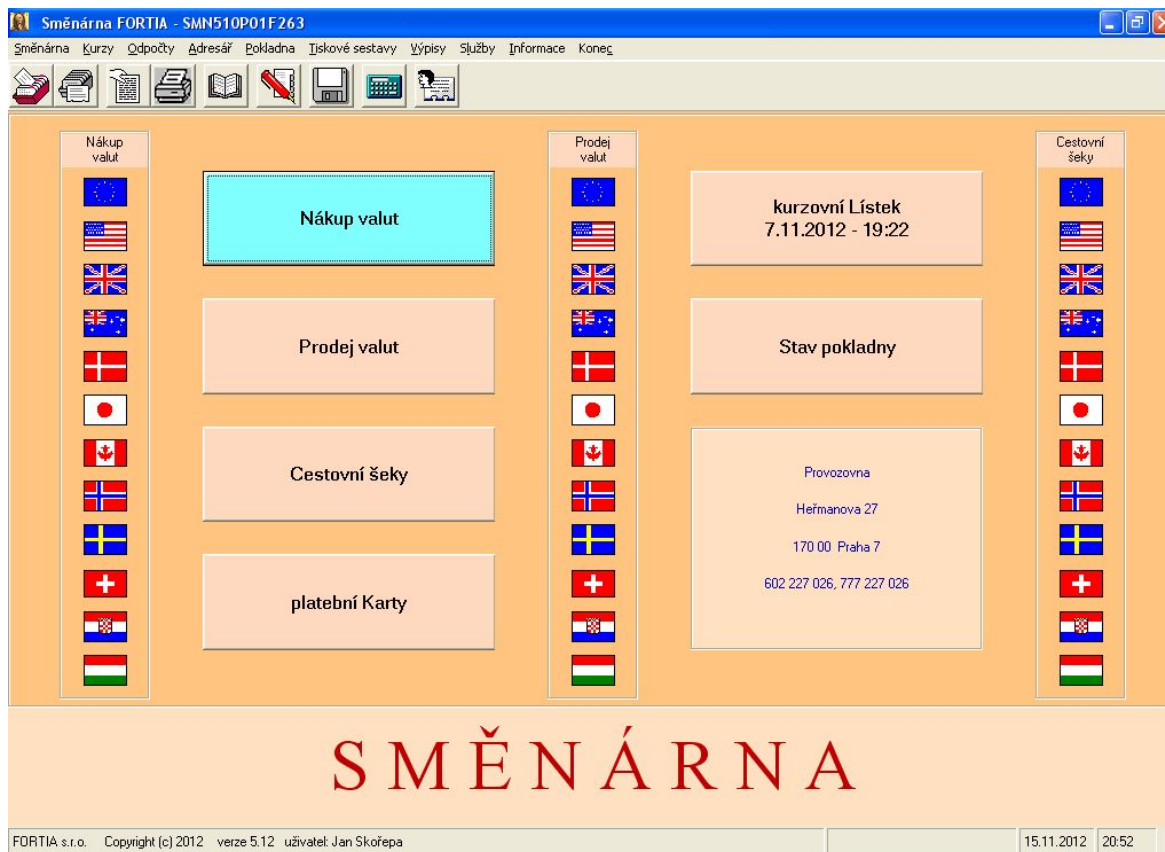 Směnárna FORTIA - SMN510P01F263
Směnárna Kurzy Odpočty Adresář Pokladna Tiskové sestavy Výpisy Služby Informace Konec
Nákup
valut
Nákup valut
Prodej valut
Cestovní šeky
platební Karty
Prodej
valut
kurzovní Lístek
7.11.2012 - 19:22
Stav pokladny
Provozovna
Heřmanova 27
170 00 Praha 7
602 227 026, 777 227 026
Cestovní
šeky
SMĚNÁRNA
FORTIA s.r.o. Copyright (c) 2012 verze 5.12 uživatel: Jan Skořepa 15.11.2012 20:52